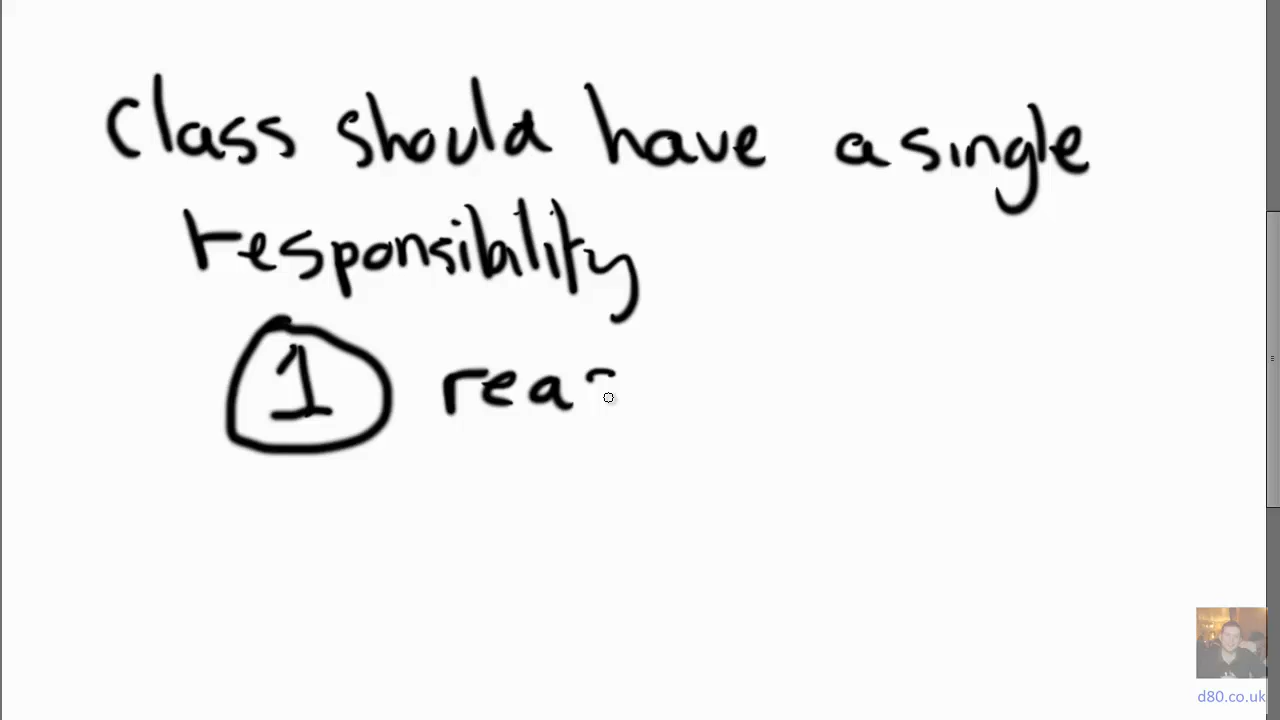 Class should have a single
responsibility
1 rea
d80.co.uk